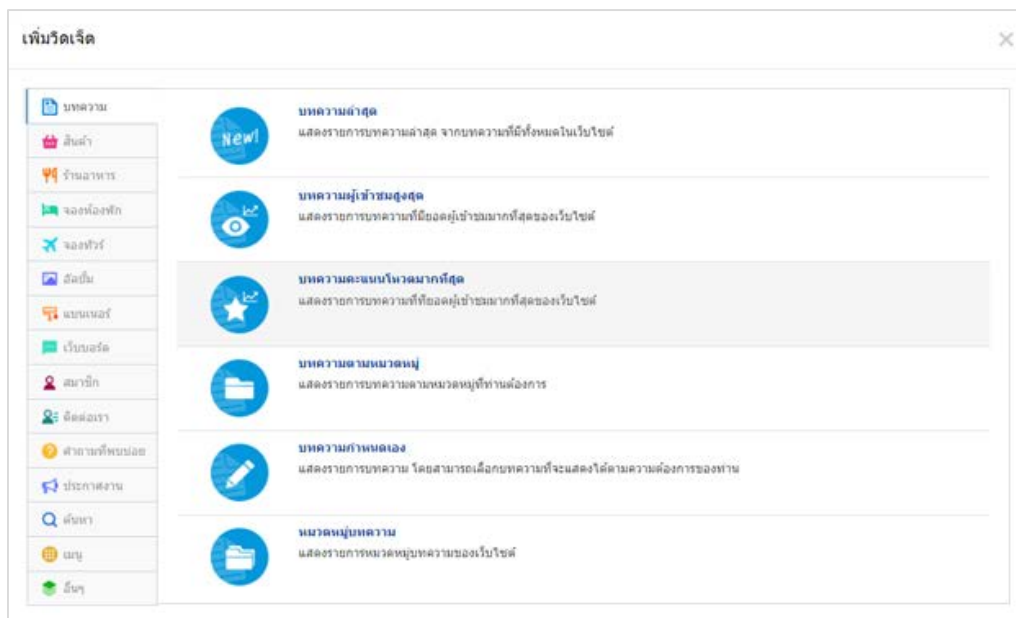 เพิ่มวิดเจ็ต
บทความ
สินค้า
ร้านอาหาร
จองห้องพัก
จองทัวร์
อัลบั้ม
แบนเนอร์
เว็บบอร์ด
สมาชิก
ติดต่อเรา
คำถามที่พบบ่อย
ประกาศงาน
ค้นหา
เมนู
อื่นๆ
New!
บทความล่าสุด
แสดงรายการบทความล่าสุด จากบทความที่มีทั้งหมดในเว็บไซต์
บทความผู้เข้าชมสูงสุด
แสดงรายการบทความที่มียอดผู้เข้าชมมากที่สุดของเว็บไซต์
บทความคะแนนโหวตมากที่สุด
แสดงรายการบทความที่ทียอดผู้เข้าชมมากที่สุดของเว็บไซต์
บทความตามหมวดหมู่
แสดงรายการบทความตามหมวดหมู่ที่ท่านต้องการ
บทความกำหนดเอง
แสดงรายการบทความ โดยสามารถเลือกบทความที่จะแสดงได้ตามความต้องการของท่าน
หมวดหมู่บทความ
แสดงรายการหมวดหมู่บทความของเว็บไซต์